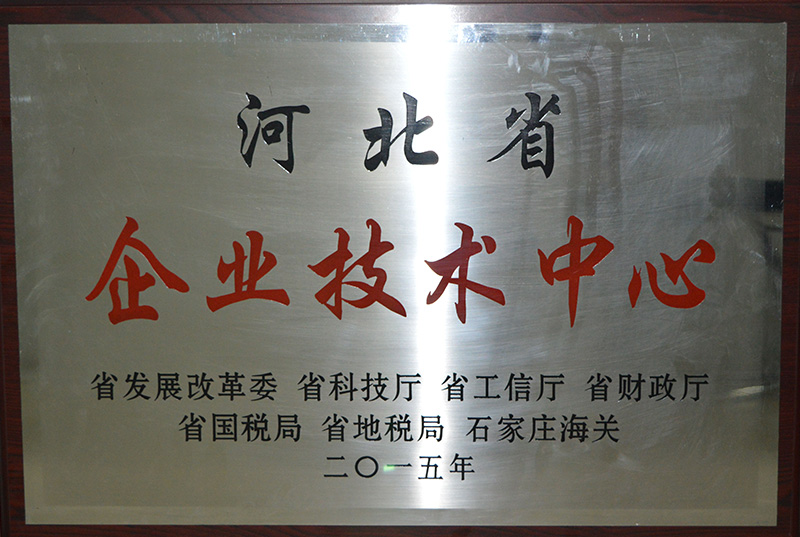 河北省
企业技术中心
省发展改革委 省科技厅 省工信厅 省财政厅
省国税局 省地税局 石家庄海关
二〇一五年